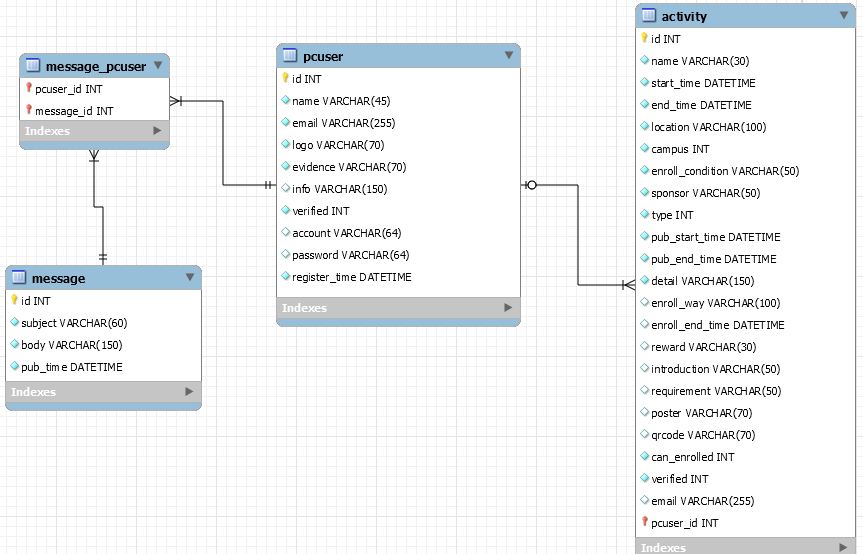 message_pcuser
pcuser_id INT
message_id INT
Indexes
message
id INT
subject VARCHAR(60)
body VARCHAR(150)
pub_time DATETIME
Indexes
pcuser
id INT
name VARCHAR(45)
email VARCHAR(255)
logo VARCHAR(70)
evidence VARCHAR(70)
info VARCHAR(150)
verified INT
account VARCHAR(64)
password VARCHAR(64)
register_time DATETIME
Indexes
activity
id INT
name VARCHAR(30)
start_time DATETIME
end_time DATETIME
location VARCHAR(100)
campus INT
enroll_condition VARCHAR(50)
sponsor VARCHAR(50)
type INT
pub_start_time DATETIME
pub_end_time DATETIME
detail VARCHAR(150)
enroll_way VARCHAR(100)
enroll_end_time DATETIME
reward VARCHAR(30)
introduction VARCHAR(50)
requirement VARCHAR(50)
poster VARCHAR(70)
qrcode VARCHAR(70)
can_enrolled INT
verified INT
email VARCHAR(255)
pcuser_id INT
Indexes